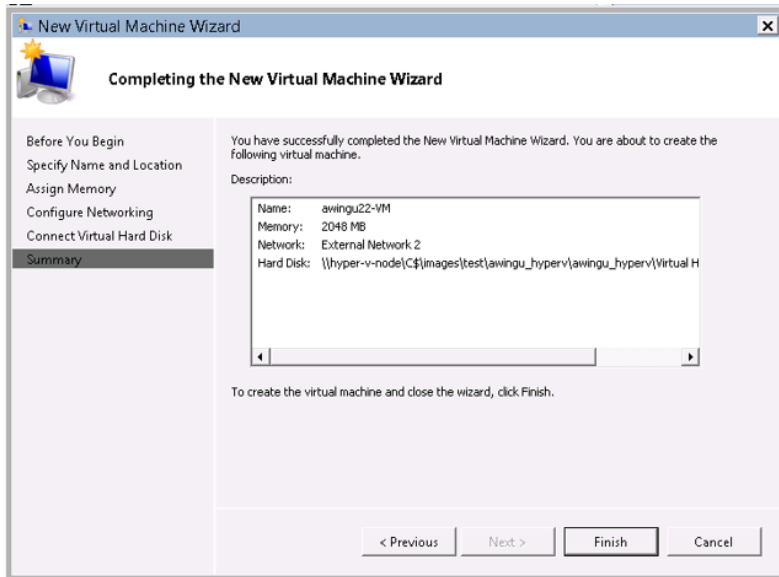 New Virtual Machine Wizard
Completing the New Virtual Machine Wizard
Before You Begin
Specify Name and Location
Assign Memory
Configure Networking
Connect Virtual Hard Disk
Summary
You have successfully completed the New Virtual Machine Wizard. You are about to create the
following virtual machine.
Description:
Name: awingu22-VM
Memory: 2048 MB
Network: External Network 2
Hard Disk: \\hyper-v-node\C$\images\test\awingu_hyperv\awingu_hyperv\Virtual H
To create the virtual machine and close the wizard, click Finish.
< Previous
Next >
Finish
Cancel